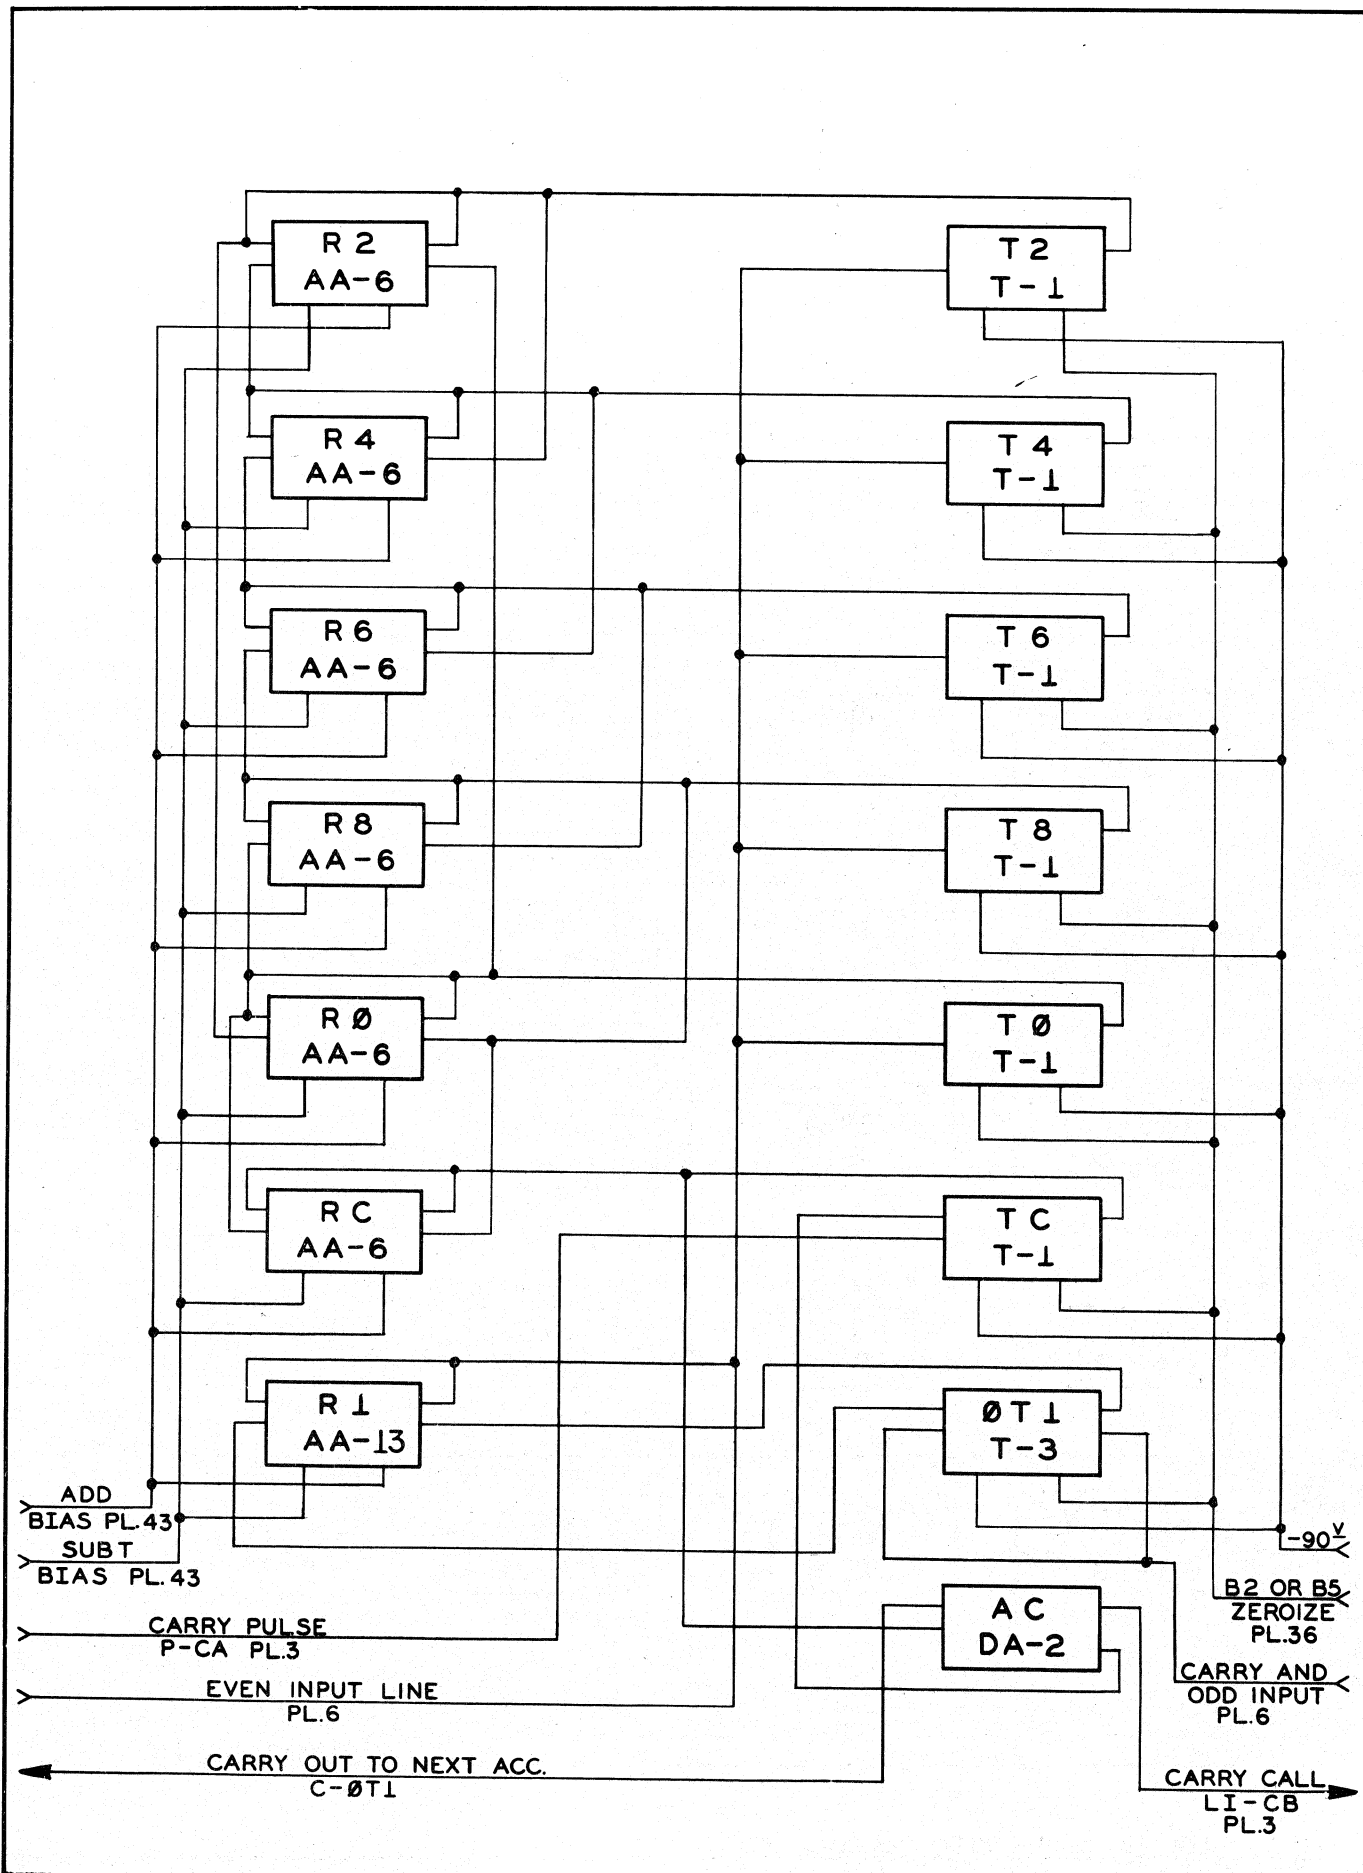 R 2
AA-6
T 2
T-1
R 4
AA-6
T 4
T-1
R 6
AA-6
T 6
T-1
R 8
AA-6
T 8
T-1
R Ø
AA-6
T Ø
T-1
R C
AA-6
T C
T-1
R 1
AA-13
ØT1
T-3
ADD
BIAS PL.43
SUBT
BIAS PL.43
-90V
B2 OR B5
ZEROIZE
PL.36
A C
DA-2
CARRY PULSE
P-CA PL.3
CARRY AND
ODD INPUT
PL.6
EVEN INPUT LINE
PL.6
CARRY OUT TO NEXT ACC.
C-ØT1
CARRY CALL
LI-CB
PL.3